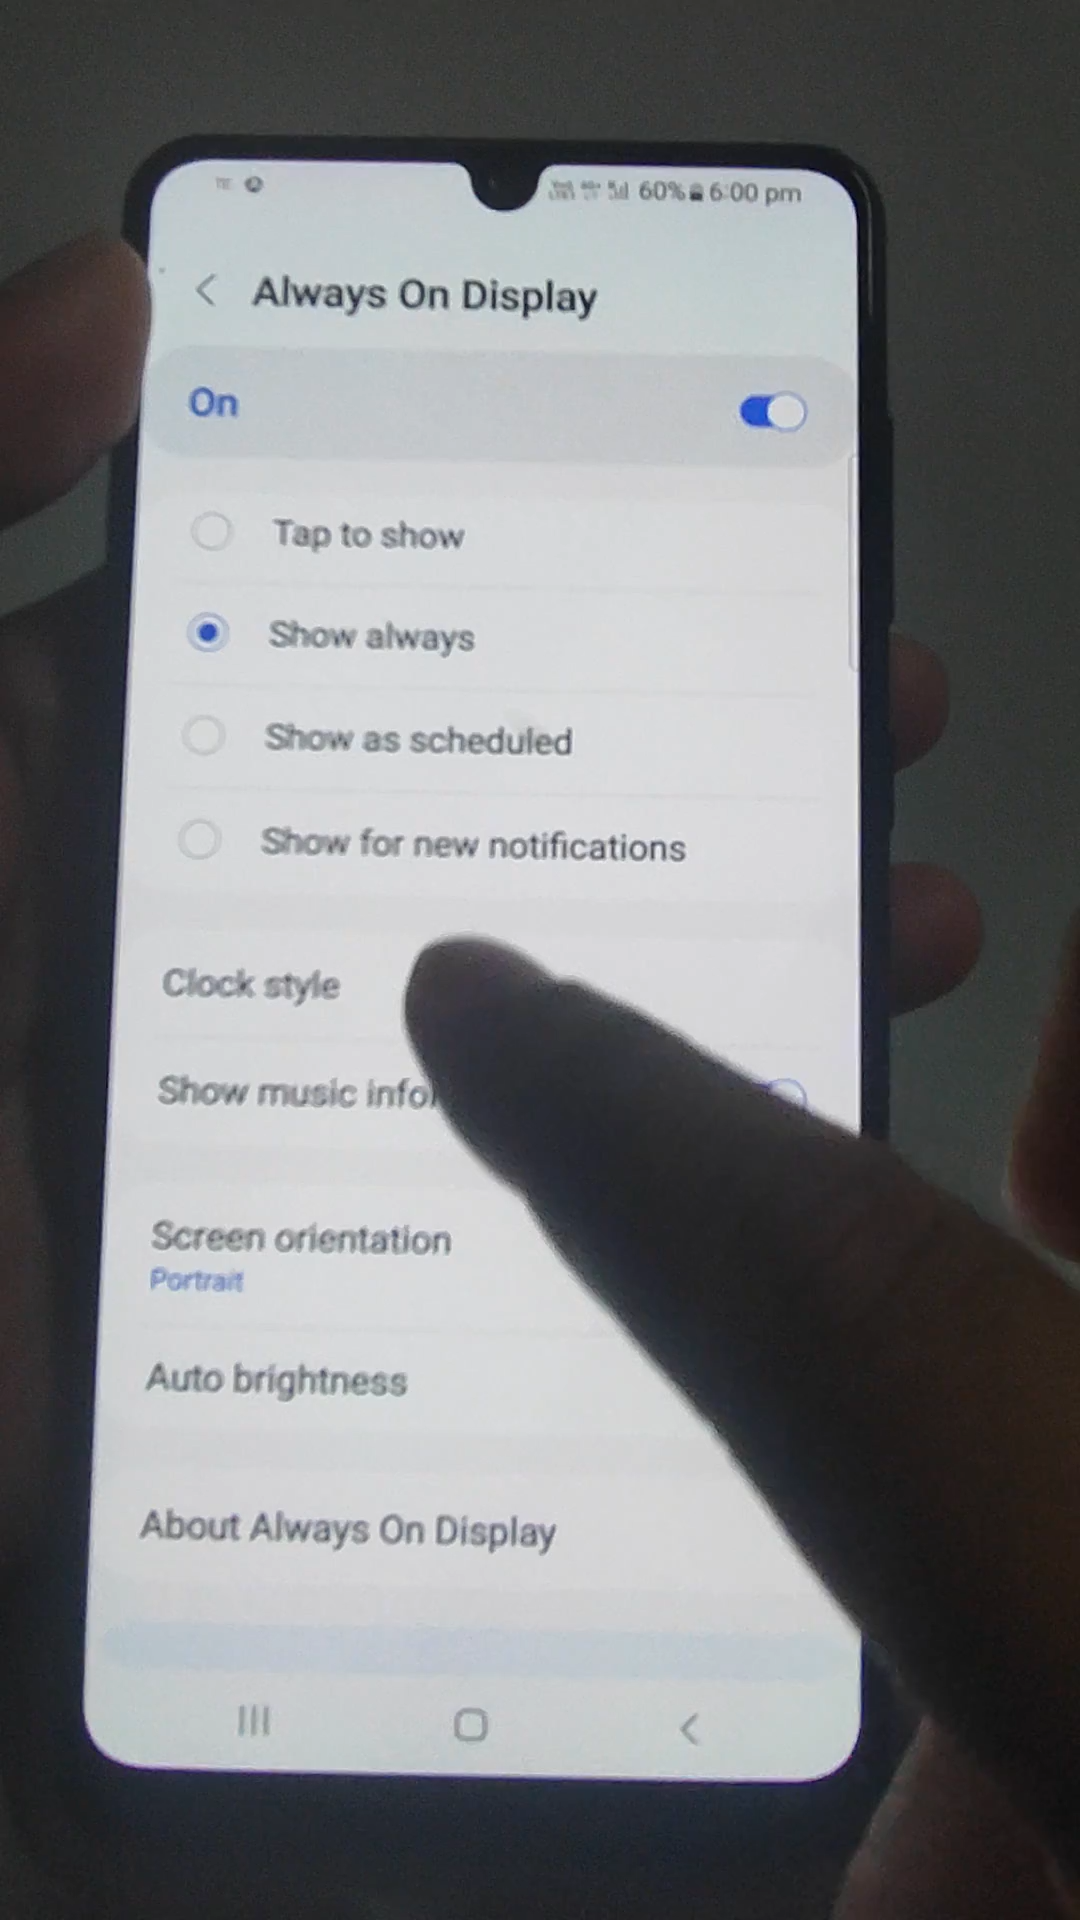 60% 6:00 pm
Always On Display
On
Tap to show
Show always
Show as scheduled
Show for new notifications
Clock style
Show music infor
Screen orientation
Portrait
Auto brightness
About Always On Display